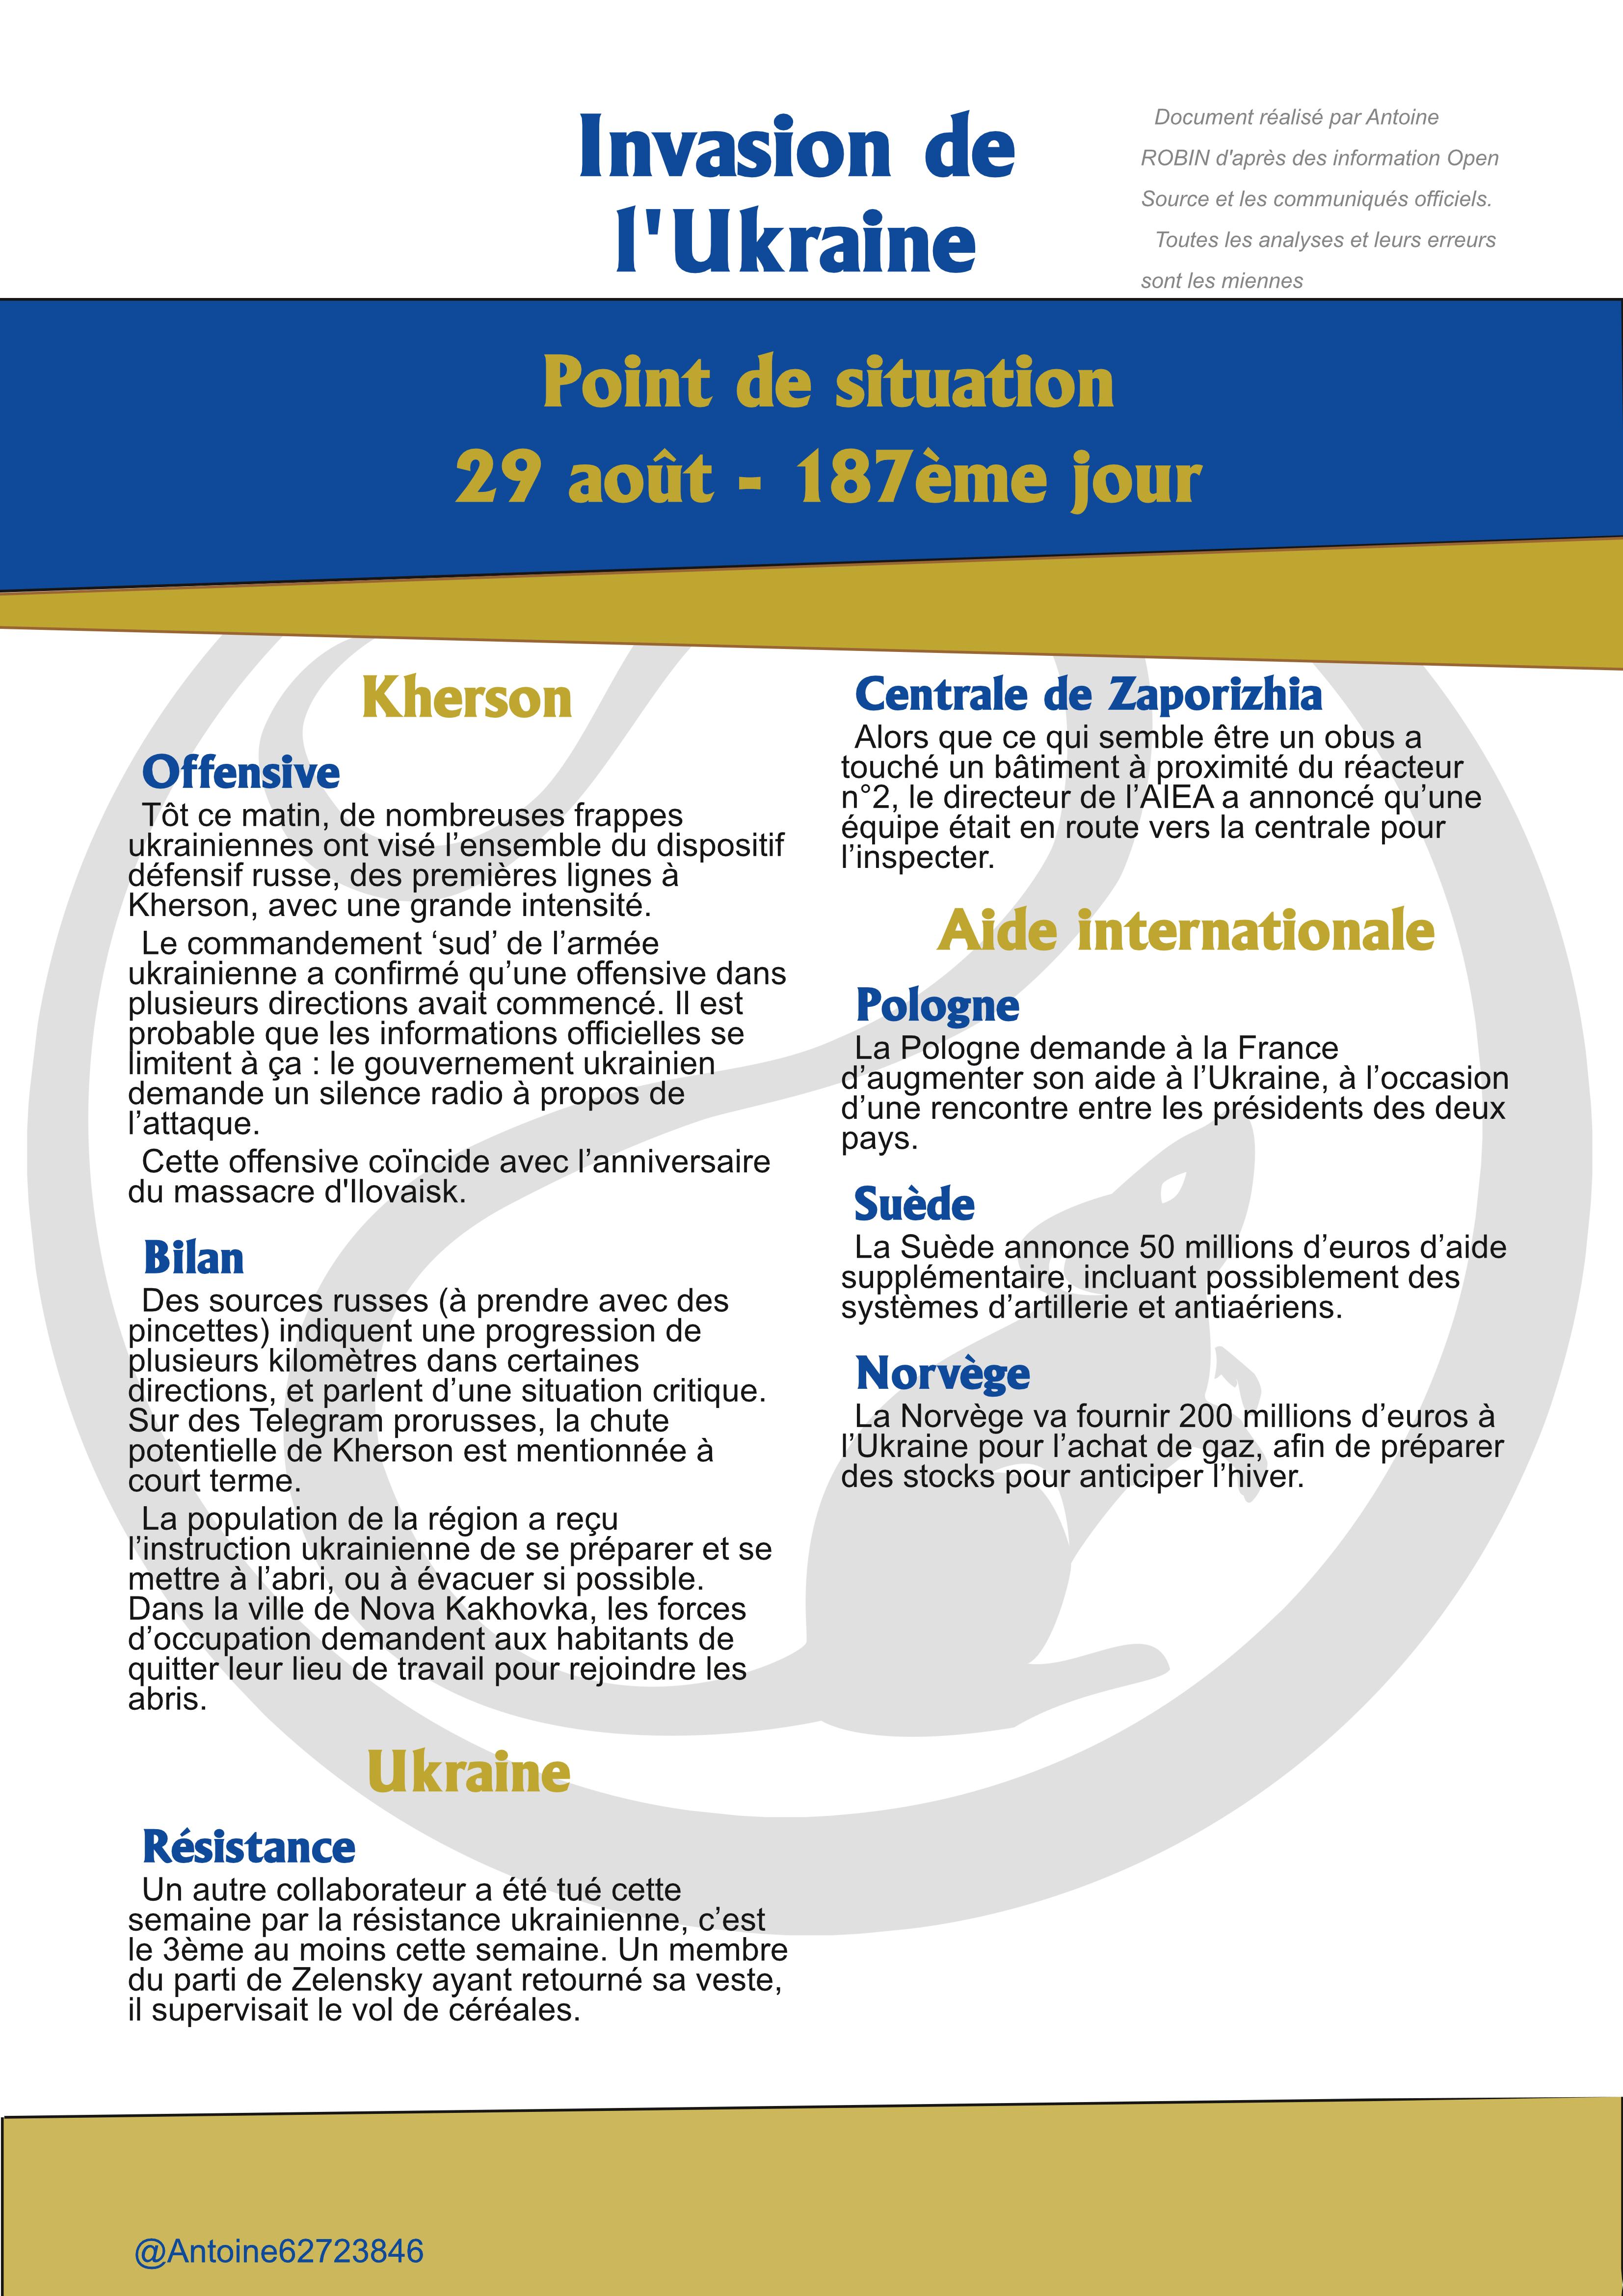 Invasion de
l'Ukraine
Document réalisé par Antoine
ROBIN d'après des information Open
Source et les communiqués officiels.
Toutes les analyses et leurs erreurs
sont les miennes
Point de situation
29 août - 187ème jour
Kherson
Offensive
Tôt ce matin, de nombreuses frappes
ukrainiennes ont visé l’ensemble du dispositif
défensif russe, des premières lignes à
Kherson, avec une grande intensité.
Le commandement ‘sud’ de l’armée
ukrainienne a confirmé qu’une offensive dans
plusieurs directions avait commencé. Il est
probable que les informations officielles se
limitent à ça : le gouvernement ukrainien
demande un silence radio à propos de
l’attaque.
Cette offensive coïncide avec l’anniversaire
du massacre d'Ilovaisk.
Bilan
Des sources russes (à prendre avec des
pincettes) indiquent une progression de
plusieurs kilomètres dans certaines
directions, et parlent d’une situation critique.
Sur des Telegram prorusses, la chute
potentielle de Kherson est mentionnée à
court terme.
La population de la région a reçu
l’instruction ukrainienne de se préparer et se
mettre à l’abri, ou à évacuer si possible.
Dans la ville de Nova Kakhovka, les forces
d’occupation demandent aux habitants de
quitter leur lieu de travail pour rejoindre les
abris.
Ukraine
Résistance
Un autre collaborateur a été tué cette
semaine par la résistance ukrainienne, c’est
le 3ème au moins cette semaine. Un membre
du parti de Zelensky ayant retourné sa veste,
il supervisait le vol de céréales.
Centrale de Zaporizhia
Alors que ce qui semble être un obus a
touché un bâtiment à proximité du réacteur
n°2, le directeur de l’AIEA a annoncé qu’une
équipe était en route vers la centrale pour
l’inspecter.
Aide internationale
Pologne
La Pologne demande à la France
d’augmenter son aide à l’Ukraine, à l’occasion
d’une rencontre entre les présidents des deux
pays.
Suède
La Suède annonce 50 millions d’euros d’aide
supplémentaire, incluant possiblement des
systèmes d’artillerie et antiaériens.
Norvège
La Norvège va fournir 200 millions d’euros à
l’Ukraine pour l’achat de gaz, afin de préparer
des stocks pour anticiper l’hiver.
@Antoine62723846